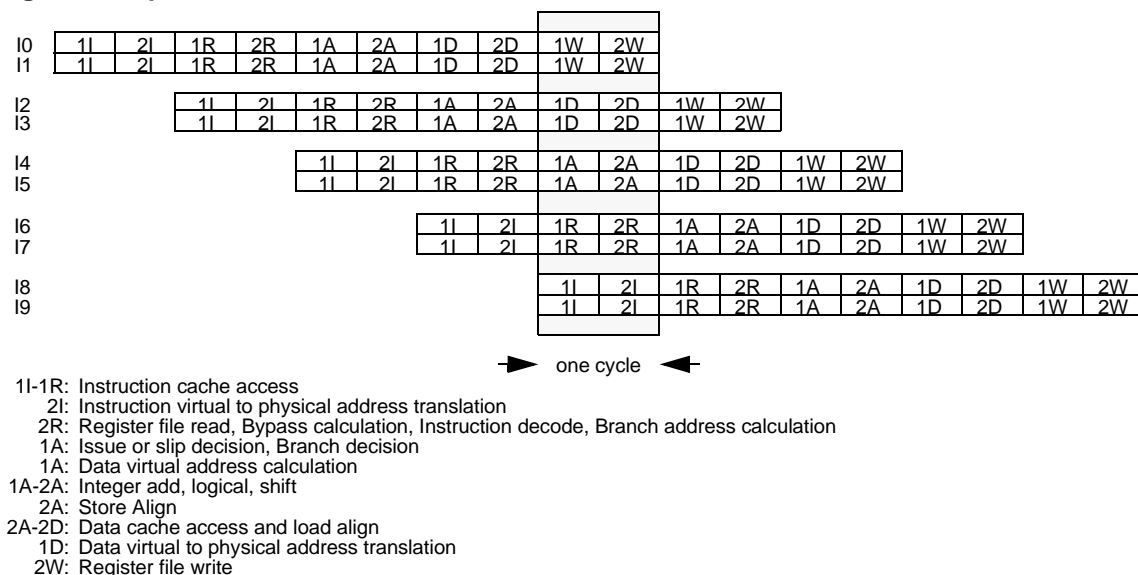 I0 1I 2I 1R 2R 1A 2A 1D 2D 1W 2W
I1 1I 2I 1R 2R 1A 2A 1D 2D 1W 2W
I2 1I 2I 1R 2R 1A 2A 1D 2D 1W 2W
I3 1I 2I 1R 2R 1A 2A 1D 2D 1W 2W
I4 1I 2I 1R 2R 1A 2A 1D 2D 1W 2W
I5 1I 2I 1R 2R 1A 2A 1D 2D 1W 2W
I6 1I 2I 1R 2R 1A 2A 1D 2D 1W 2W
I7 1I 2I 1R 2R 1A 2A 1D 2D 1W 2W
I8 1I 2I 1R 2R 1A 2A 1D 2D 1W 2W
I9 1I 2I 1R 2R 1A 2A 1D 2D 1W 2W
one cycle
1I-1R: Instruction cache access
2I: Instruction virtual to physical address translation
2R: Register file read, Bypass calculation, Instruction decode, Branch address calculation
1A: Issue or slip decision, Branch decision
1A: Data virtual address calculation
1A-2A: Integer add, logical, shift
2A: Store Align
2A-2D: Data cache access and load align
1D: Data virtual to physical address translation
2W: Register file write